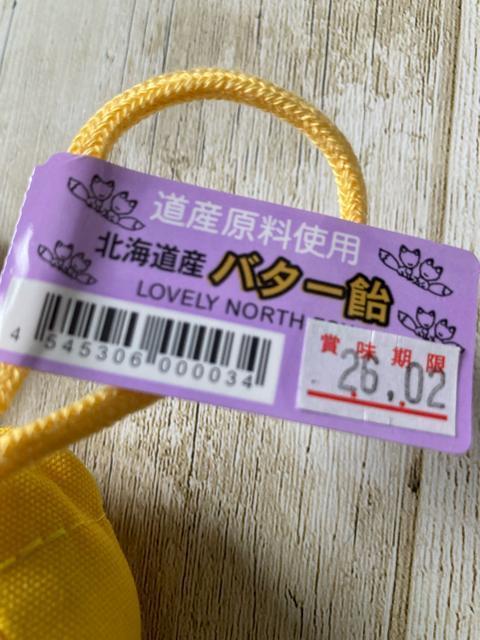 道産原料使用
北海道産 バター飴
LOVELY NORTH
4 545306 000034
賞味期限
26.02